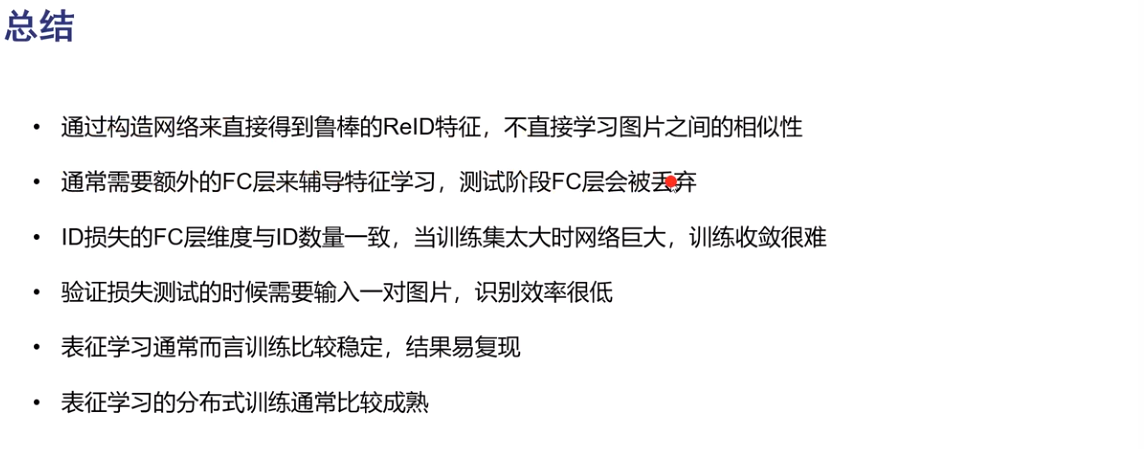 总结
• 通过构造网络来直接得到鲁棒的ReID特征，不直接学习图片之间的相似性
• 通常需要额外的FC层来辅导特征学习，测试阶段FC层会被丢弃
• ID损失的FC层维度与ID数量一致，当训练集太大时网络巨大，训练收敛很难
• 验证损失测试的时候需要输入一对图片，识别效率很低
• 表征学习通常而言训练比较稳定，结果易复现
• 表征学习的分布式训练通常比较成熟